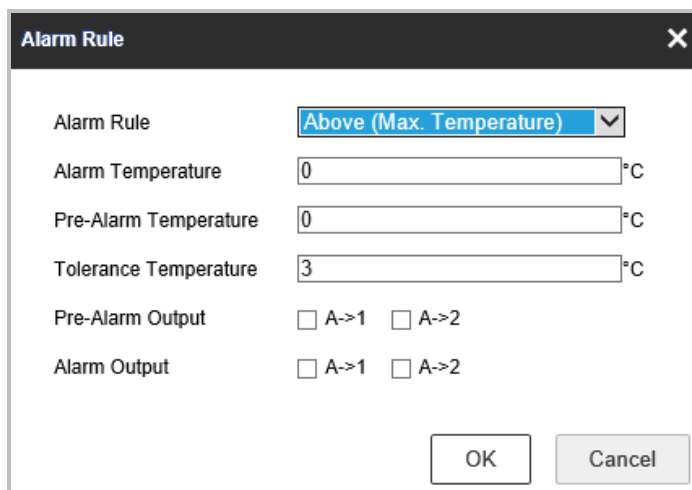 Alarm Rule
Alarm Rule Above (Max. Temperature)
Alarm Temperature 0 °C
Pre-Alarm Temperature 0 °C
Tolerance Temperature 3 °C
Pre-Alarm Output A->1 A->2
Alarm Output A->1 A->2
OK Cancel